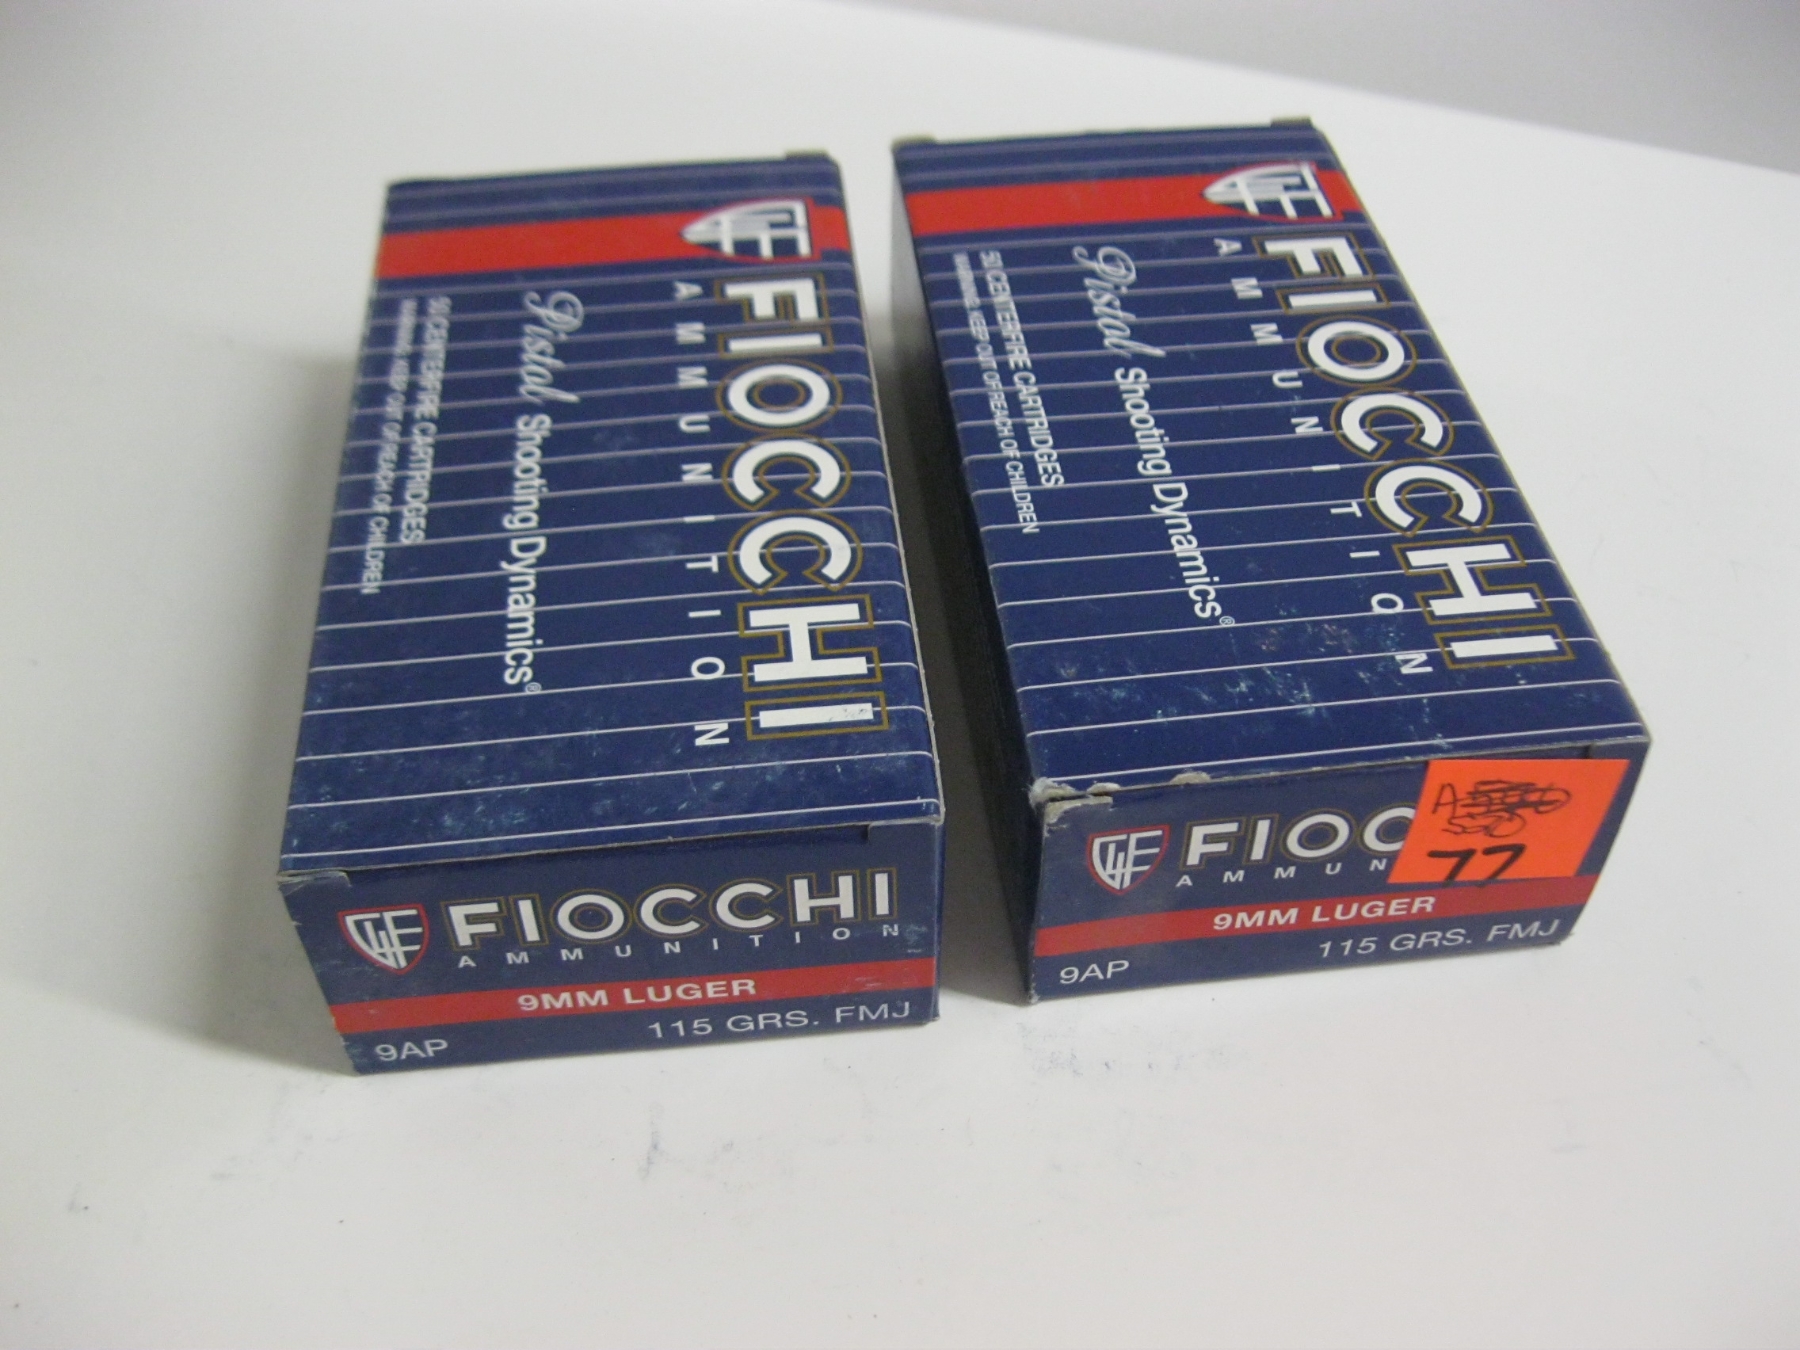 FIOCCHI
AMMUNITION
Pistol Shooting Dynamics®
50 CENTERFIRE CARTRIDGES
WARNING: KEEP OUT OF REACH OF CHILDREN
FIOCCHI
AMMUNITION
9MM LUGER
115 GRS. FMJ
9AP
FIOCCHI
AMMUNITION
Pistol Shooting Dynamics®
50 CENTERFIRE CARTRIDGES
WARNING: KEEP OUT OF REACH OF CHILDREN
FIOC
AMMUN
77
9MM LUGER
115 GRS. FMJ
9AP